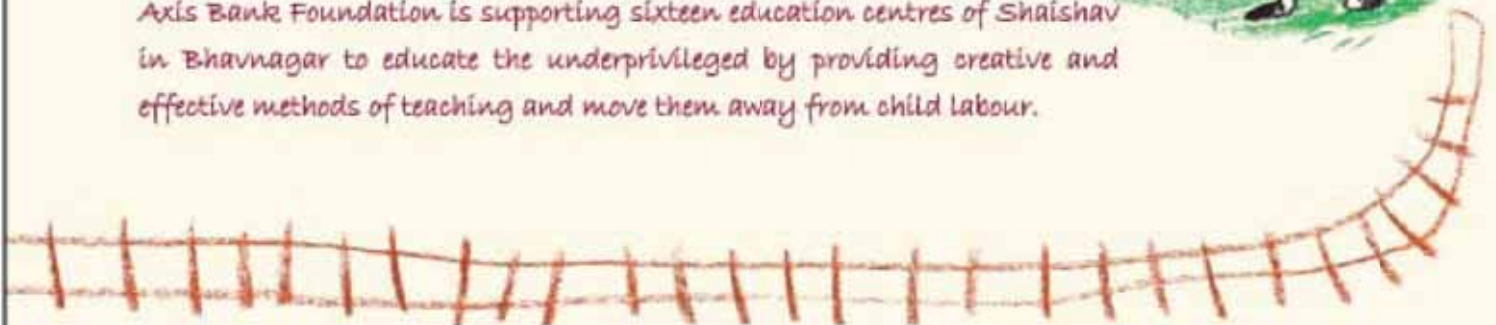 Axis Bank Foundation is supporting sixteen education centres of Shaishav
in Bhavnagar to educate the underprivileged by providing creative and
effective methods of teaching and move them away from child labour.